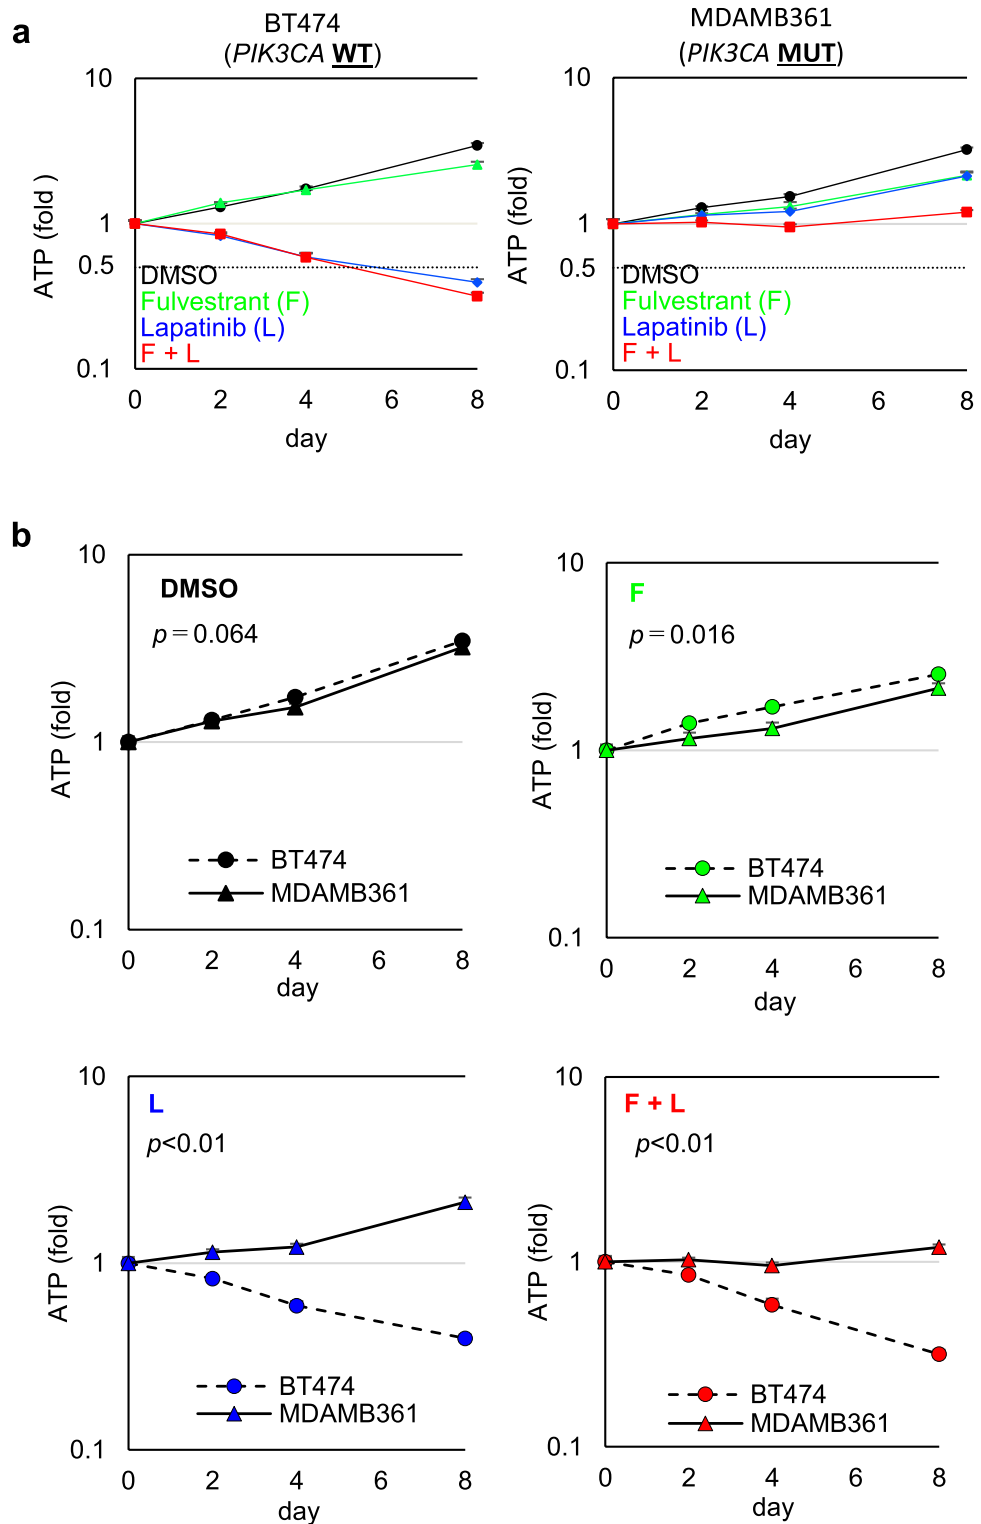 a
BT474
(PIK3CA WT)
MDAMB361
(PIK3CA MUT)
10
1
0.5
0.1
ATP (fold )
DMSO
Fulvestrant (F)
Lapatinib (L)
F + L
0 2 4 6 8
day
10
1
0.5
0.1
ATP (fold)
DMSO
Fulvestrant (F)
Lapatinib (L)
F + L
0 2 4 6 8
day
b
10
1
0.1
ATP (fold)
DMSO
p = 0.064
BT474
MDAMB361
0 2 4 6 8
day
10
1
0.1
ATP (fold)
F
p = 0.016
BT474
MDAMB361
0 2 4 6 8
day
10
1
0.1
ATP (fold)
L
p<0.01
BT474
MDAMB361
0 2 4 6 8
day
10
1
0.1
ATP (fold)
F + L
p<0.01
BT474
MDAMB361
0 2 4 6 8
day